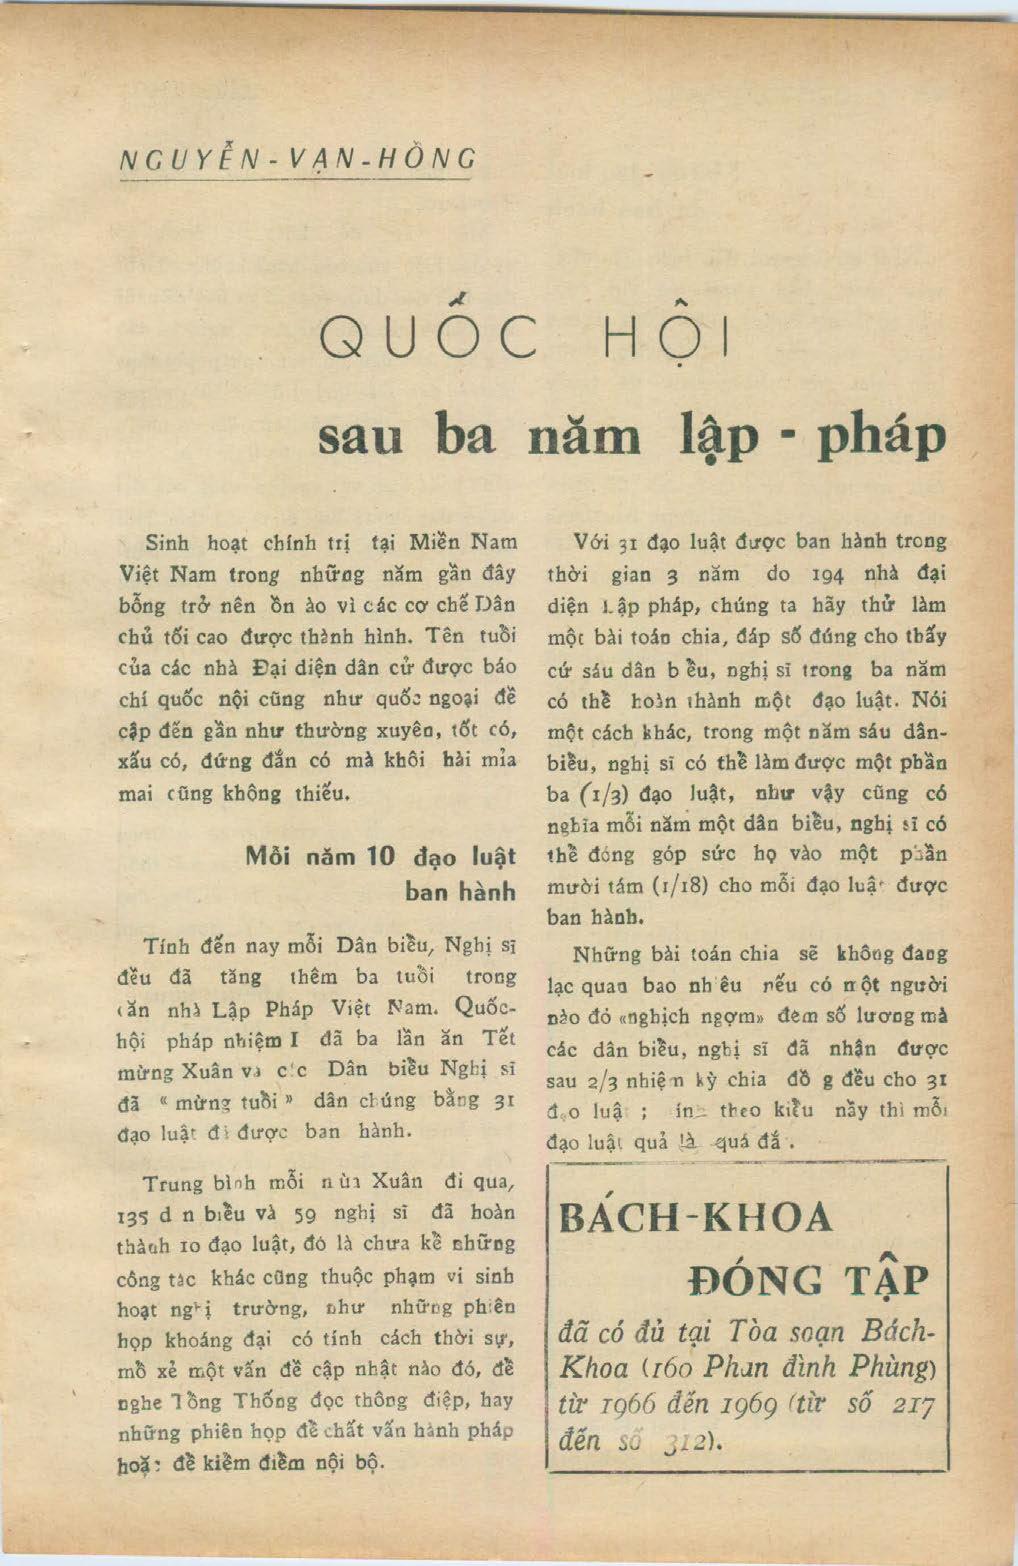 NGUYỄN-VẠN-HỒNG
QUỐC HỘI
sau ba năm lập - pháp
Sinh hoạt chính trị tại Miền Nam
Việt Nam trong những năm gần đây
bỗng trở nên ồn ào vì các cơ chế Dân
chủ tối cao được thành hình. Tên tuổi
của các nhà Đại diện dân cử được báo
chí quốc nội cũng như quốc ngoại đề
cập đến gần như thường xuyên, tốt có,
xấu có, đứng đắn có mà khôi hài mỉa
mai cũng không thiếu.
Mỗi năm 10 đạo luật
ban hành
Tính đến nay mỗi Dân biểu, Nghị sĩ
đều đã tăng thêm ba tuổi trong
căn nhà Lập Pháp Việt Nam. Quốc-
hội pháp nhiệm I đã ba lần ăn Tết
mừng Xuân và các Dân biểu Nghị sĩ
đã « mừng tuổi » dân chúng bằng 31
đạo luật đã được ban hành.
Trung bình mỗi mùa Xuân đi qua,
135 dân biểu và 59 nghị sĩ đã hoàn
thành 10 đạo luật, đó là chưa kể những
công tác khác cũng thuộc phạm vi sinh
hoạt nghị trường, như những phiên
họp khoáng đại có tính cách thời sự,
mổ xẻ một vấn đề cập nhật nào đó, để
nghe Tổng Thống đọc thông điệp, hay
những phiên họp để chất vấn hành pháp
hoặc để kiểm điểm nội bộ.
Với 31 đạo luật được ban hành trong
thời gian 3 năm do 194 nhà đại
diện Lập pháp, chúng ta hãy thử làm
một bài toán chia, đáp số đúng cho thấy
cứ sáu dân biểu, nghị sĩ trong ba năm
có thể hoàn thành một đạo luật. Nói
một cách khác, trong một năm sáu dân-
biểu, nghị sĩ có thể làm được một phần
ba (1/3) đạo luật, như vậy cũng có
nghĩa mỗi năm một dân biểu, nghị sĩ có
thể đóng góp sức họ vào một phần
mười tám (1/18) cho mỗi đạo luật được
ban hành.
Những bài toán chia sẽ không đang
lạc quan bao nhiêu nếu có một người
nào đó «nghịch ngợm» đem số lương mà
các dân biểu, nghị sĩ đã nhận được
sau 2/3 nhiệm kỳ chia đồng đều cho 31
đạo luật ; tính theo kiểu nầy thì mỗi
đạo luật quả là quá đắt.
BÁCH-KHOA
ĐÓNG TẬP
đã có đủ tại Tòa soạn Bách-
Khoa (160 Phan đình Phùng)
từ 1966 đến 1969 (từ số 217
đến số 312).